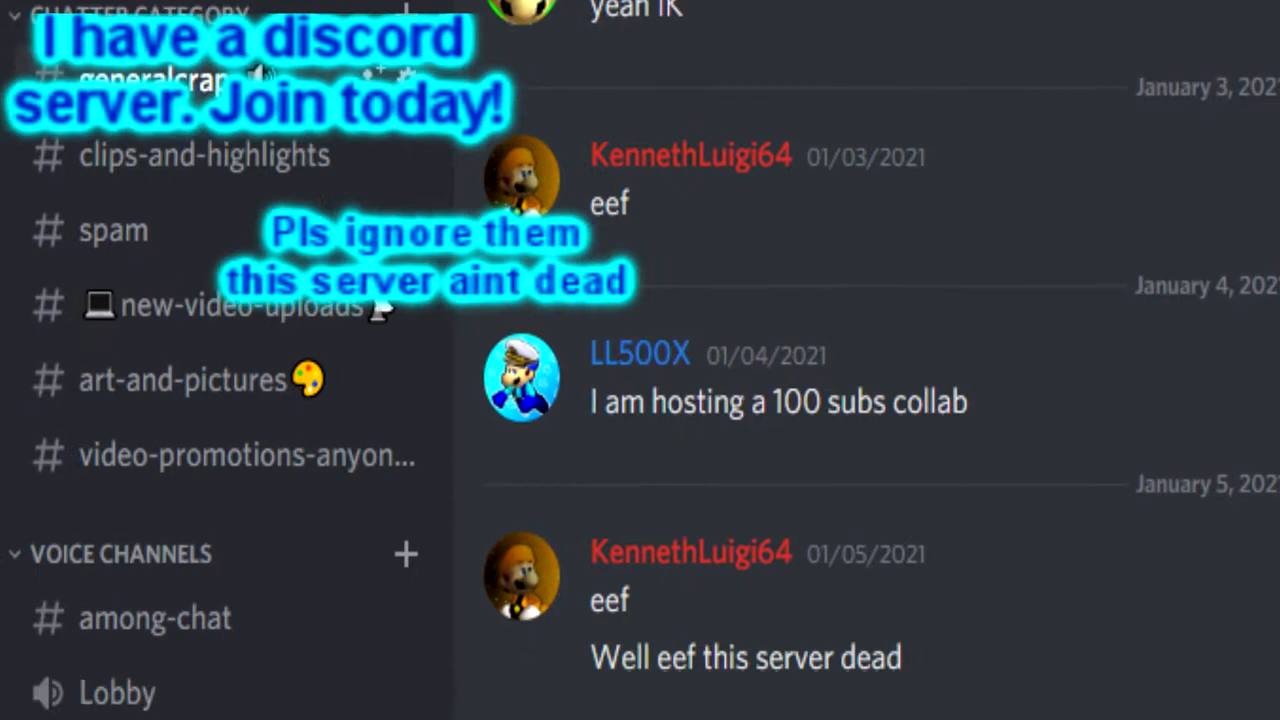 CHATTER CATEGORY
I have a discord
server. Join today!
generalcrap
clips-and-highlights
spam
Pls ignore them
this server aint dead
new-video-uploads
art-and-pictures
video-promotions-anyon...
VOICE CHANNELS
among-chat
Lobby
yeah IK
January 3, 202
KennethLuigi64 01/03/2021
eef
January 4, 202
LL500X 01/04/2021
I am hosting a 100 subs collab
January 5, 202
KennethLuigi64 01/05/2021
eef
Well eef this server dead